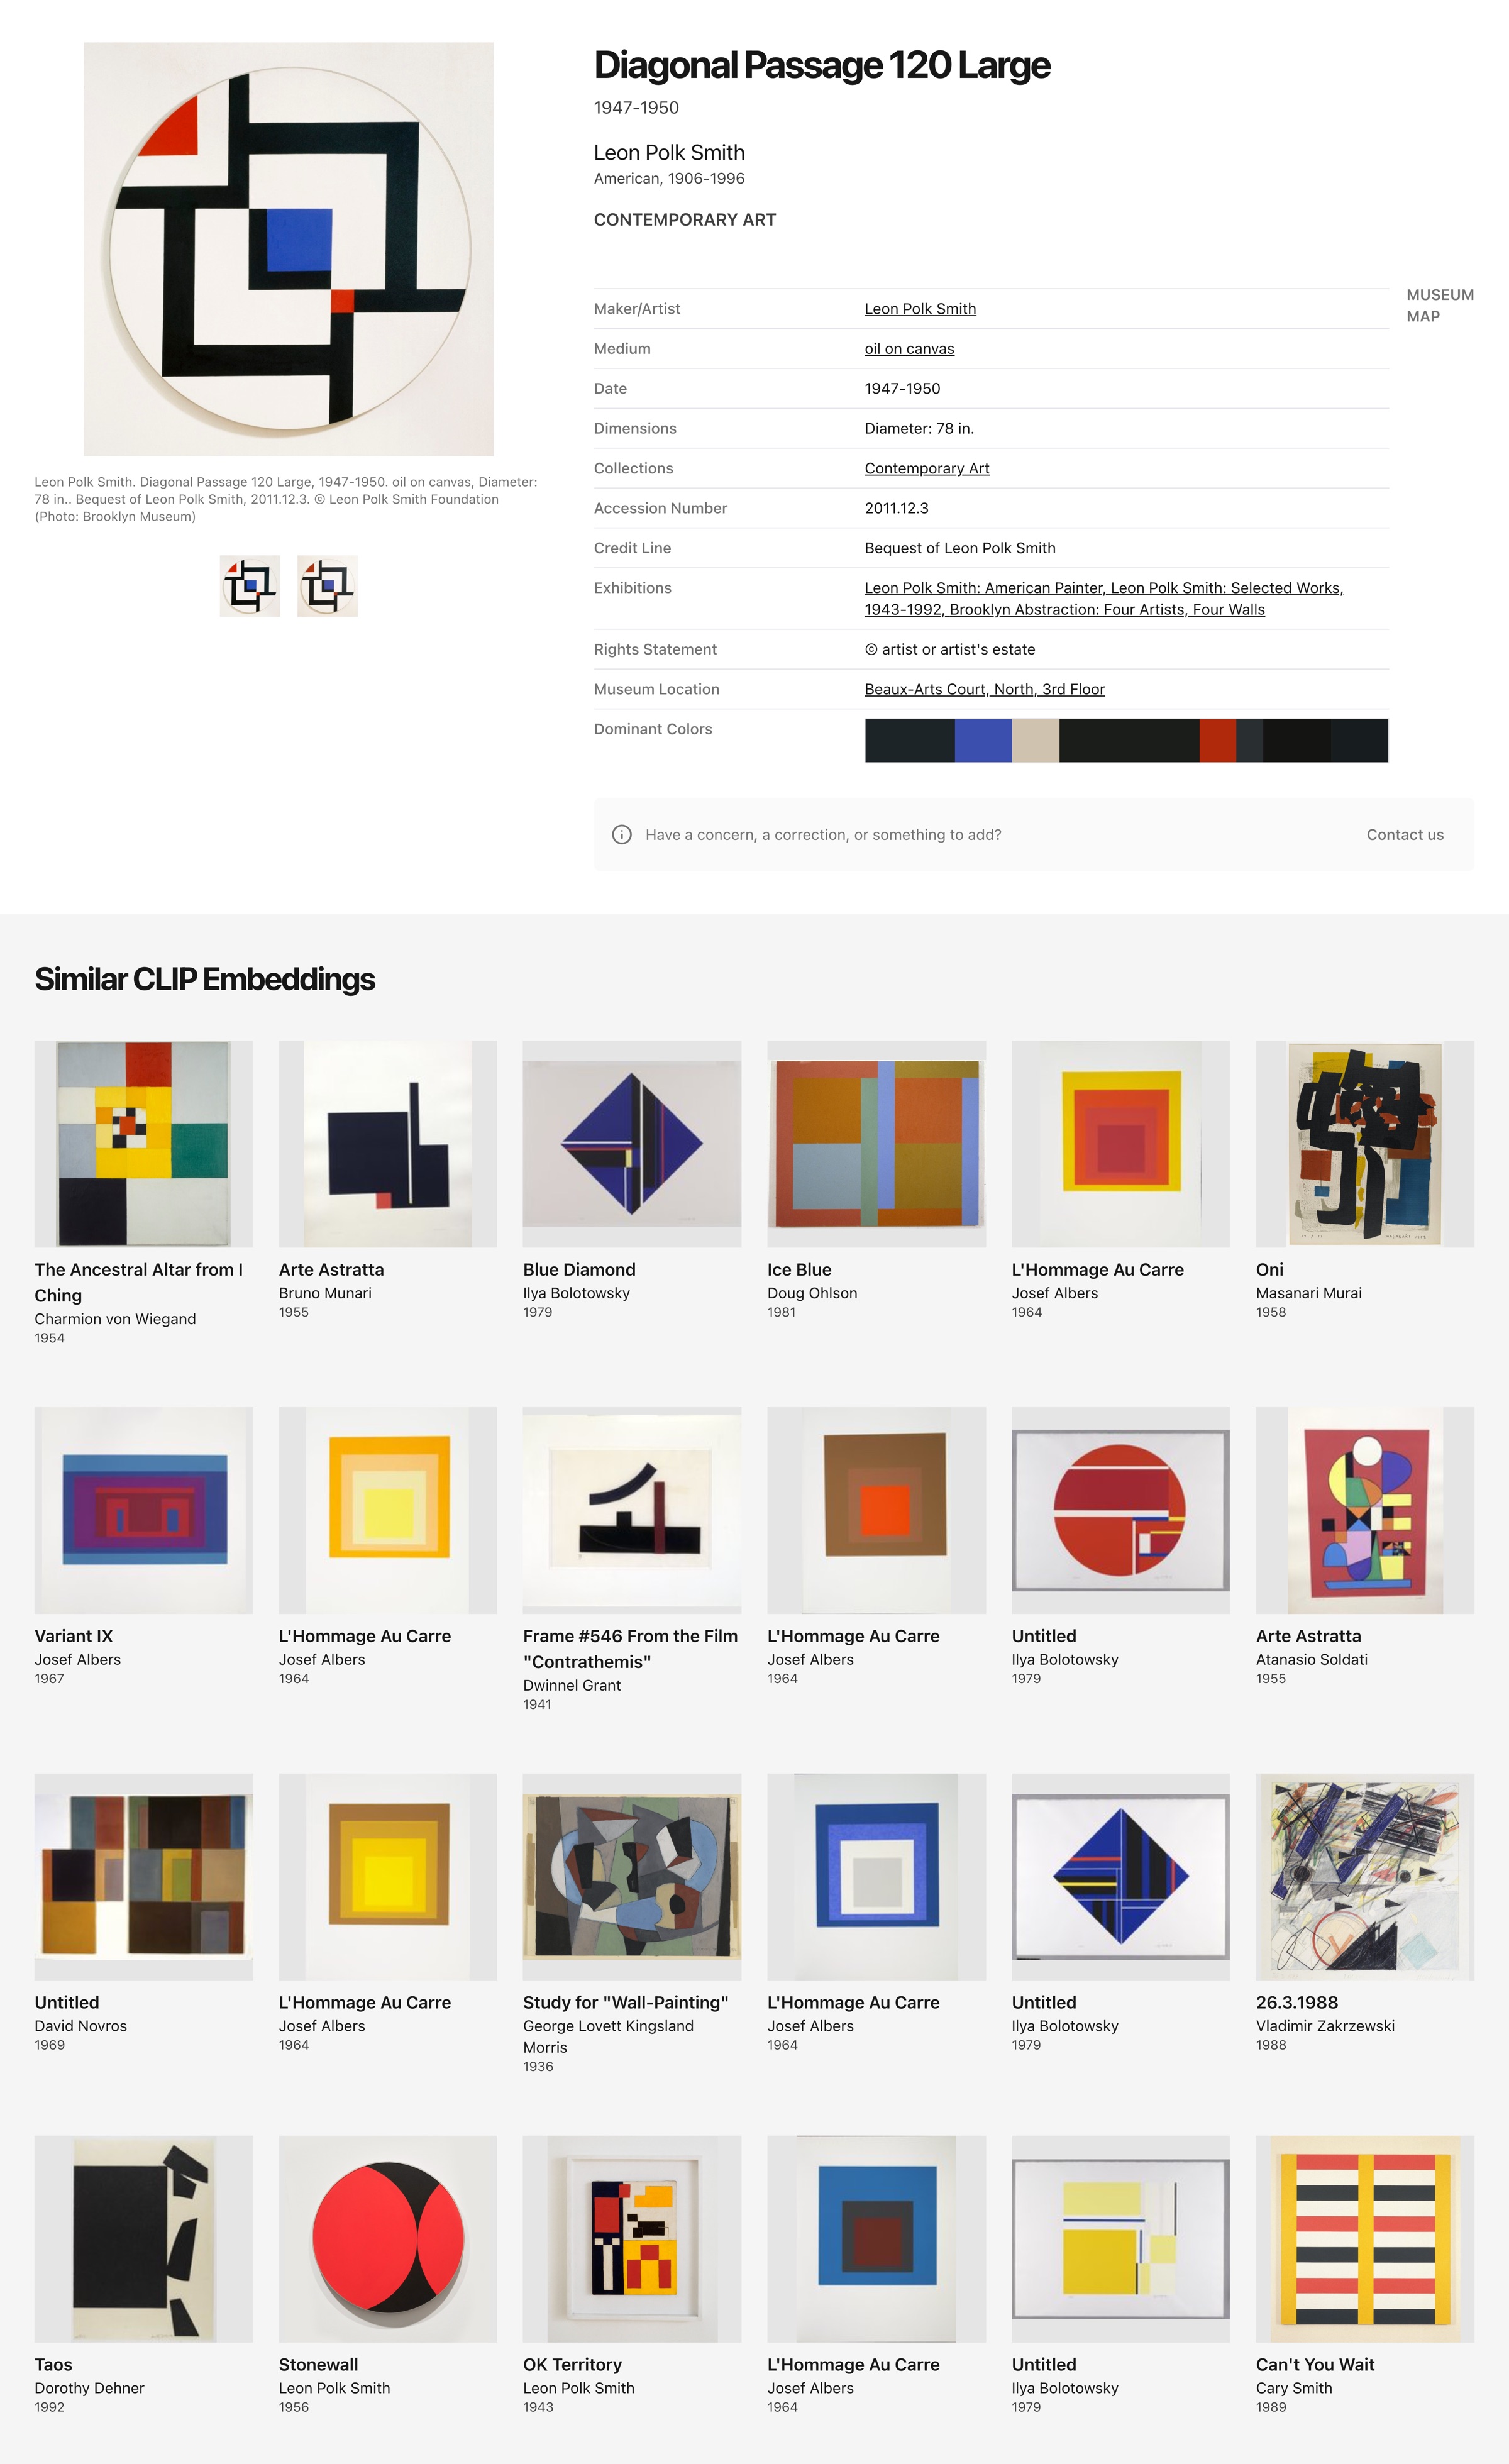 Diagonal Passage 120 Large
1947-1950
Leon Polk Smith
American, 1906-1996
CONTEMPORARY ART
Leon Polk Smith. Diagonal Passage 120 Large, 1947-1950. oil on canvas, Diameter:
78 in.. Bequest of Leon Polk Smith, 2011.12.3. © Leon Polk Smith Foundation
(Photo: Brooklyn Museum)
Maker/Artist Leon Polk Smith
Medium oil on canvas
Date 1947-1950
Dimensions Diameter: 78 in.
Collections Contemporary Art
Accession Number 2011.12.3
Credit Line Bequest of Leon Polk Smith
Exhibitions Leon Polk Smith: American Painter, Leon Polk Smith: Selected Works,
1943-1992, Brooklyn Abstraction: Four Artists, Four Walls
Rights Statement © artist or artist's estate
Museum Location Beaux-Arts Court, North, 3rd Floor
Dominant Colors
MUSEUM
MAP
Have a concern, a correction, or something to add? Contact us
Similar CLIP Embeddings
The Ancestral Altar from I
Ching
Charmion von Wiegand
1954
Arte Astratta
Bruno Munari
1955
Blue Diamond
Ilya Bolotowsky
1979
Ice Blue
Doug Ohlson
1981
L'Hommage Au Carre
Josef Albers
1964
Oni
Masanari Murai
1958
Variant IX
Josef Albers
1967
L'Hommage Au Carre
Josef Albers
1964
Frame #546 From the Film
"Contrathemis"
Dwinnel Grant
1941
L'Hommage Au Carre
Josef Albers
1964
Untitled
Ilya Bolotowsky
1979
Arte Astratta
Atanasio Soldati
1955
Untitled
David Novros
1969
L'Hommage Au Carre
Josef Albers
1964
Study for "Wall-Painting"
George Lovett Kingsland
Morris
1936
L'Hommage Au Carre
Josef Albers
1964
Untitled
Ilya Bolotowsky
1979
26.3.1988
Vladimir Zakrzewski
1988
Taos
Dorothy Dehner
1992
Stonewall
Leon Polk Smith
1956
OK Territory
Leon Polk Smith
1943
L'Hommage Au Carre
Josef Albers
1964
Untitled
Ilya Bolotowsky
1979
Can't You Wait
Cary Smith
1989